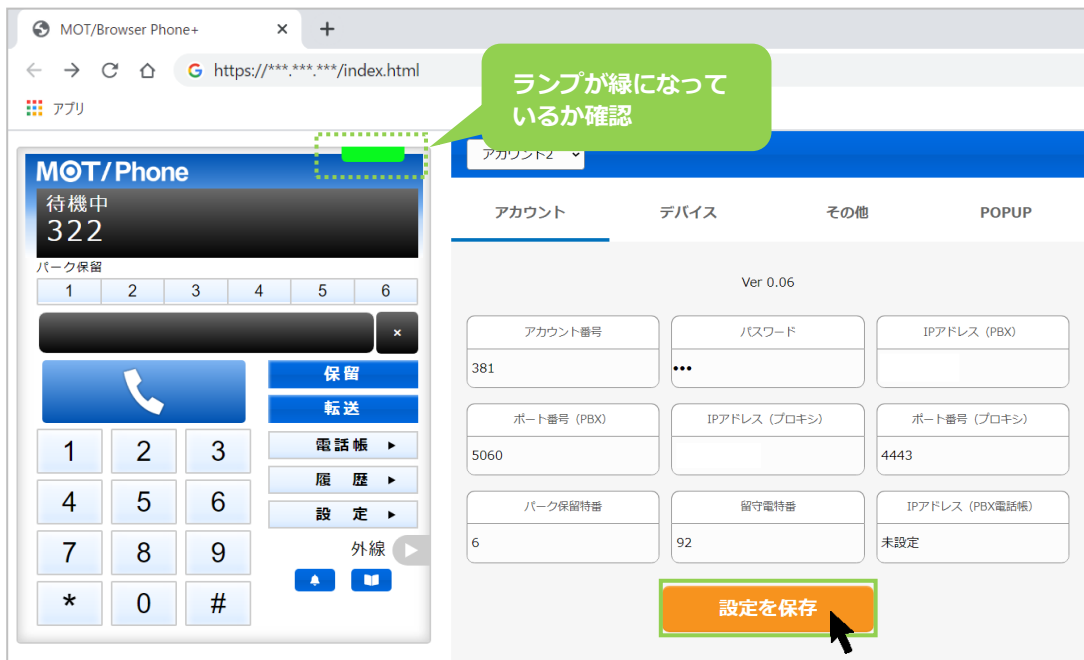 MOT/Browser Phone+
https://***.***.***/index.html
アプリ
ランプが緑になって
いるか確認
MOT/Phone
待機中
322
パーク保留
1 2 3 4 5 6
×
保留
転送
電話帳 ▶
履歴 ▶
設定 ▶
外線
1 2 3
4 5 6
7 8 9
* 0 #
アカウント2
アカウント デバイス その他 POPUP
Ver 0.06
アカウント番号 パスワード IPアドレス（PBX）
381 •••
ポート番号（PBX） IPアドレス（プロキシ） ポート番号（プロキシ）
5060 4443
パーク保留特番 留守電特番 IPアドレス（PBX電話帳）
6 92 未設定
設定を保存